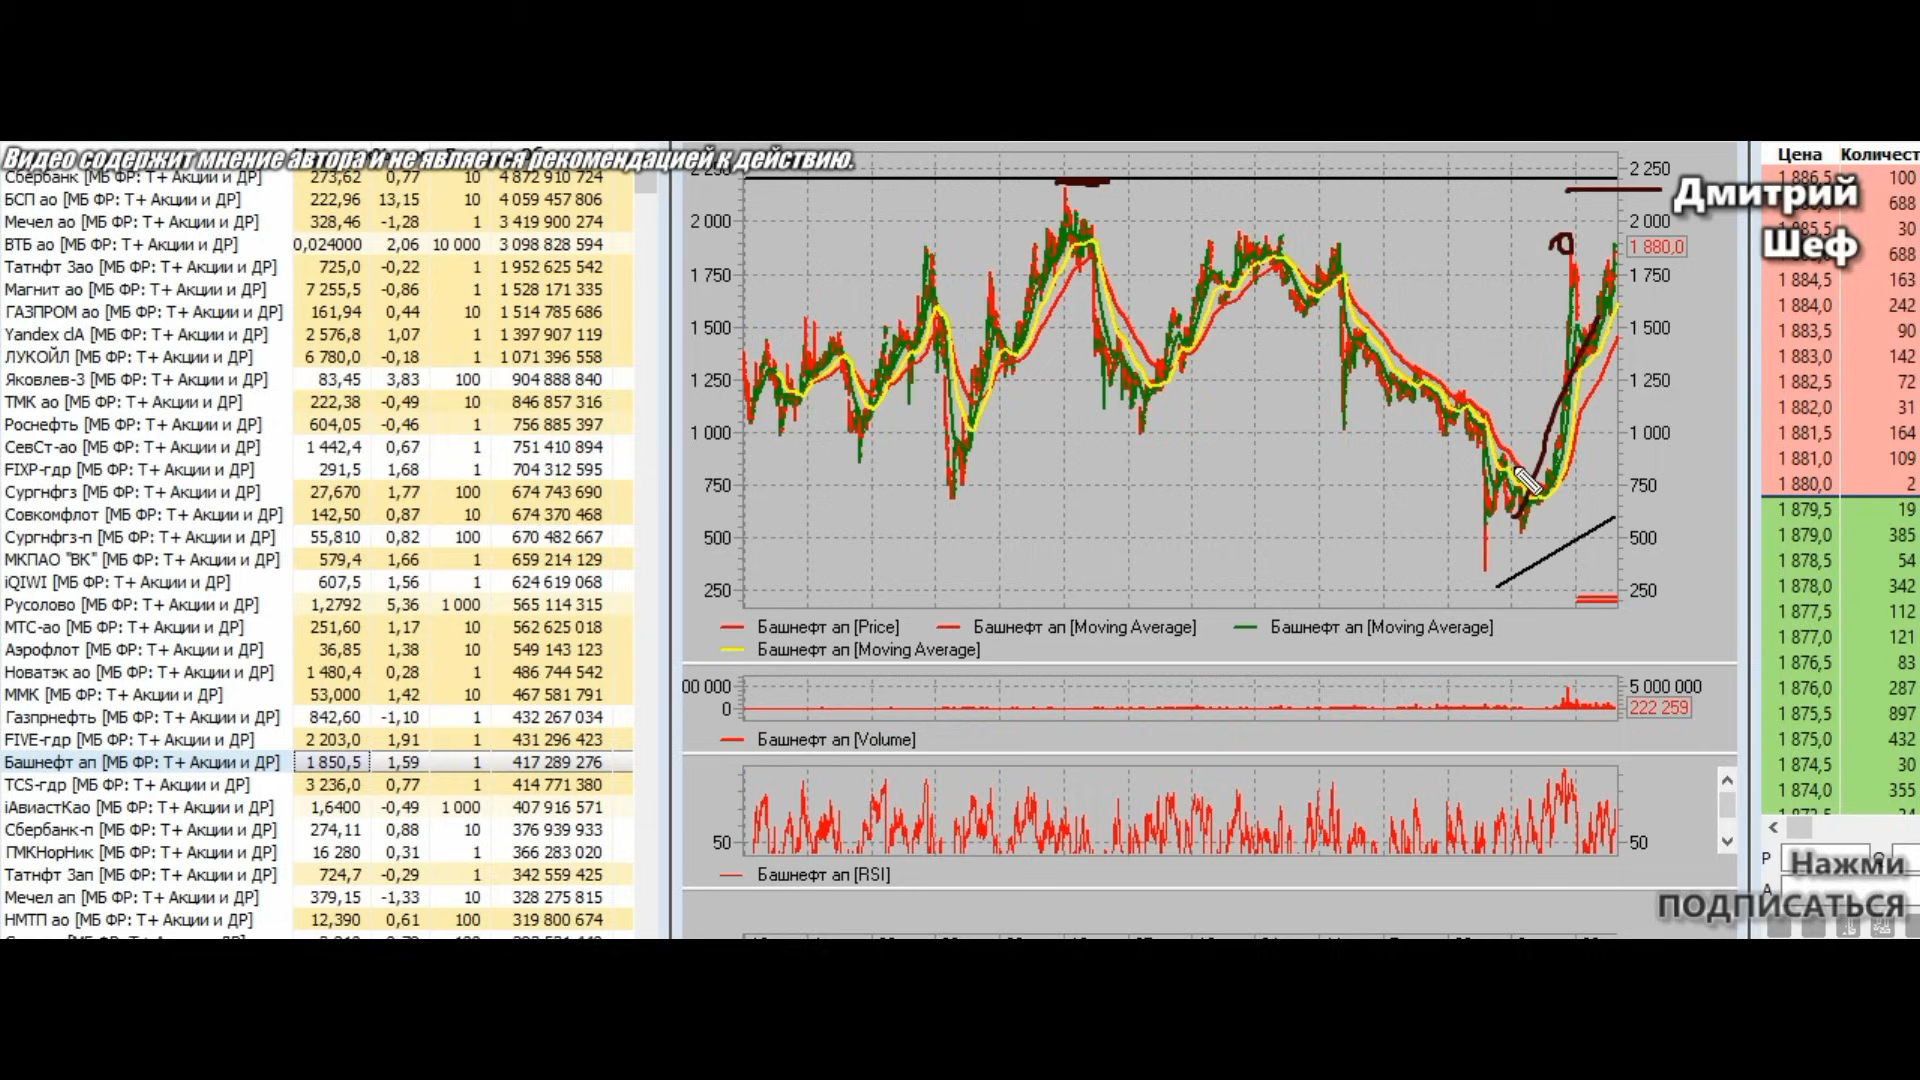 Видео содержит мнение автора и не является рекомендацией к действию.
Сбербанк [МБ ФР: Т+ Акции и ДР] 273,62 0,77 10 4 872 910 724
БСП ао [МБ ФР: Т+ Акции и ДР] 222,96 13,15 10 4 059 457 806
Мечел ао [МБ ФР: Т+ Акции и ДР] 328,46 -1,28 1 3 419 900 274
ВТБ ао [МБ ФР: Т+ Акции и ДР] 0,024000 2,06 10 000 3 098 828 594
Татнфт 3ао [МБ ФР: Т+ Акции и ДР] 725,0 -0,22 1 1 952 625 542
Магнит ао [МБ ФР: Т+ Акции и ДР] 7 255,5 -0,86 1 1 528 171 335
ГАЗПРОМ ао [МБ ФР: Т+ Акции и ДР] 161,94 0,44 10 1 514 785 686
Yandex clA [МБ ФР: Т+ Акции и ДР] 2 576,8 1,07 1 1 397 907 119
ЛУКОЙЛ [МБ ФР: Т+ Акции и ДР] 6 780,0 -0,18 1 1 071 396 558
Яковлев-3 [МБ ФР: Т+ Акции и ДР] 83,45 3,83 100 904 888 840
ТМК ао [МБ ФР: Т+ Акции и ДР] 222,38 -0,49 10 846 857 316
Роснефть [МБ ФР: Т+ Акции и ДР] 604,05 -0,46 1 756 885 397
СевСт-ао [МБ ФР: Т+ Акции и ДР] 1 442,4 0,67 1 751 410 894
FIXP-гдр [МБ ФР: Т+ Акции и ДР] 291,5 1,68 1 704 312 595
Сургнфгз [МБ ФР: Т+ Акции и ДР] 27,670 1,77 100 674 743 690
Совкомфлот [МБ ФР: Т+ Акции и ДР] 142,50 0,87 10 674 370 468
Сургнфгз-п [МБ ФР: Т+ Акции и ДР] 55,810 0,82 100 670 482 667
МКПАО "ВК" [МБ ФР: Т+ Акции и ДР] 579,4 1,66 1 659 214 129
iQIWI [МБ ФР: Т+ Акции и ДР] 607,5 1,56 1 624 619 068
Русолово [МБ ФР: Т+ Акции и ДР] 1,2792 5,36 1 000 565 114 315
МТС-ао [МБ ФР: Т+ Акции и ДР] 251,60 1,17 10 562 625 018
Аэрофлот [МБ ФР: Т+ Акции и ДР] 36,85 1,38 10 549 143 123
Новатэк ао [МБ ФР: Т+ Акции и ДР] 1 480,4 0,28 1 486 744 542
ММК [МБ ФР: Т+ Акции и ДР] 53,000 1,42 10 467 581 791
Газпрнефть [МБ ФР: Т+ Акции и ДР] 842,60 -1,10 1 432 267 034
FIVE-гдр [МБ ФР: Т+ Акции и ДР] 2 203,0 1,91 1 431 296 423
Башнефт ап [МБ ФР: Т+ Акции и ДР] 1 850,5 1,59 1 417 289 276
TCS-гдр [МБ ФР: Т+ Акции и ДР] 3 236,0 0,77 1 414 771 380
iАвиастКао [МБ ФР: Т+ Акции и ДР] 1,6400 -0,49 1 000 407 916 571
Сбербанк-п [МБ ФР: Т+ Акции и ДР] 274,11 0,88 10 376 939 933
ГМКНорНик [МБ ФР: Т+ Акции и ДР] 16 280 0,31 1 366 283 020
Татнфт 3ап [МБ ФР: Т+ Акции и ДР] 724,7 -0,29 1 342 559 425
Мечел ап [МБ ФР: Т+ Акции и ДР] 379,15 -1,33 1 328 275 815
НМТП ао [МБ ФР: Т+ Акции и ДР] 12,390 0,61 100 319 800 674
2 250
2 000 2 000
1 880,0
1 750 1 750
1 500 1 500
1 250 1 250
1 000 1 000
750 750
500 500
250 250
Башнефт ап [Price] Башнефт ап [Moving Average] Башнефт ап [Moving Average]
Башнефт ап [Moving Average]
00 000 5 000 000
0 222 259
Башнефт ап [Volume]
50 50
Башнефт ап [RSI]
Цена Количест
1 886,5 100
Дмитрий
688
30
Шеф
688
1 884,5 163
1 884,0 242
1 883,5 90
1 883,0 142
1 882,5 72
1 882,0 31
1 881,5 164
1 881,0 109
1 880,0 2
1 879,5 19
1 879,0 385
1 878,5 54
1 878,0 342
1 877,5 112
1 877,0 121
1 876,5 83
1 876,0 287
1 875,5 897
1 875,0 432
1 874,5 30
1 874,0 355
Нажми
ПОДПИСАТЬСЯ